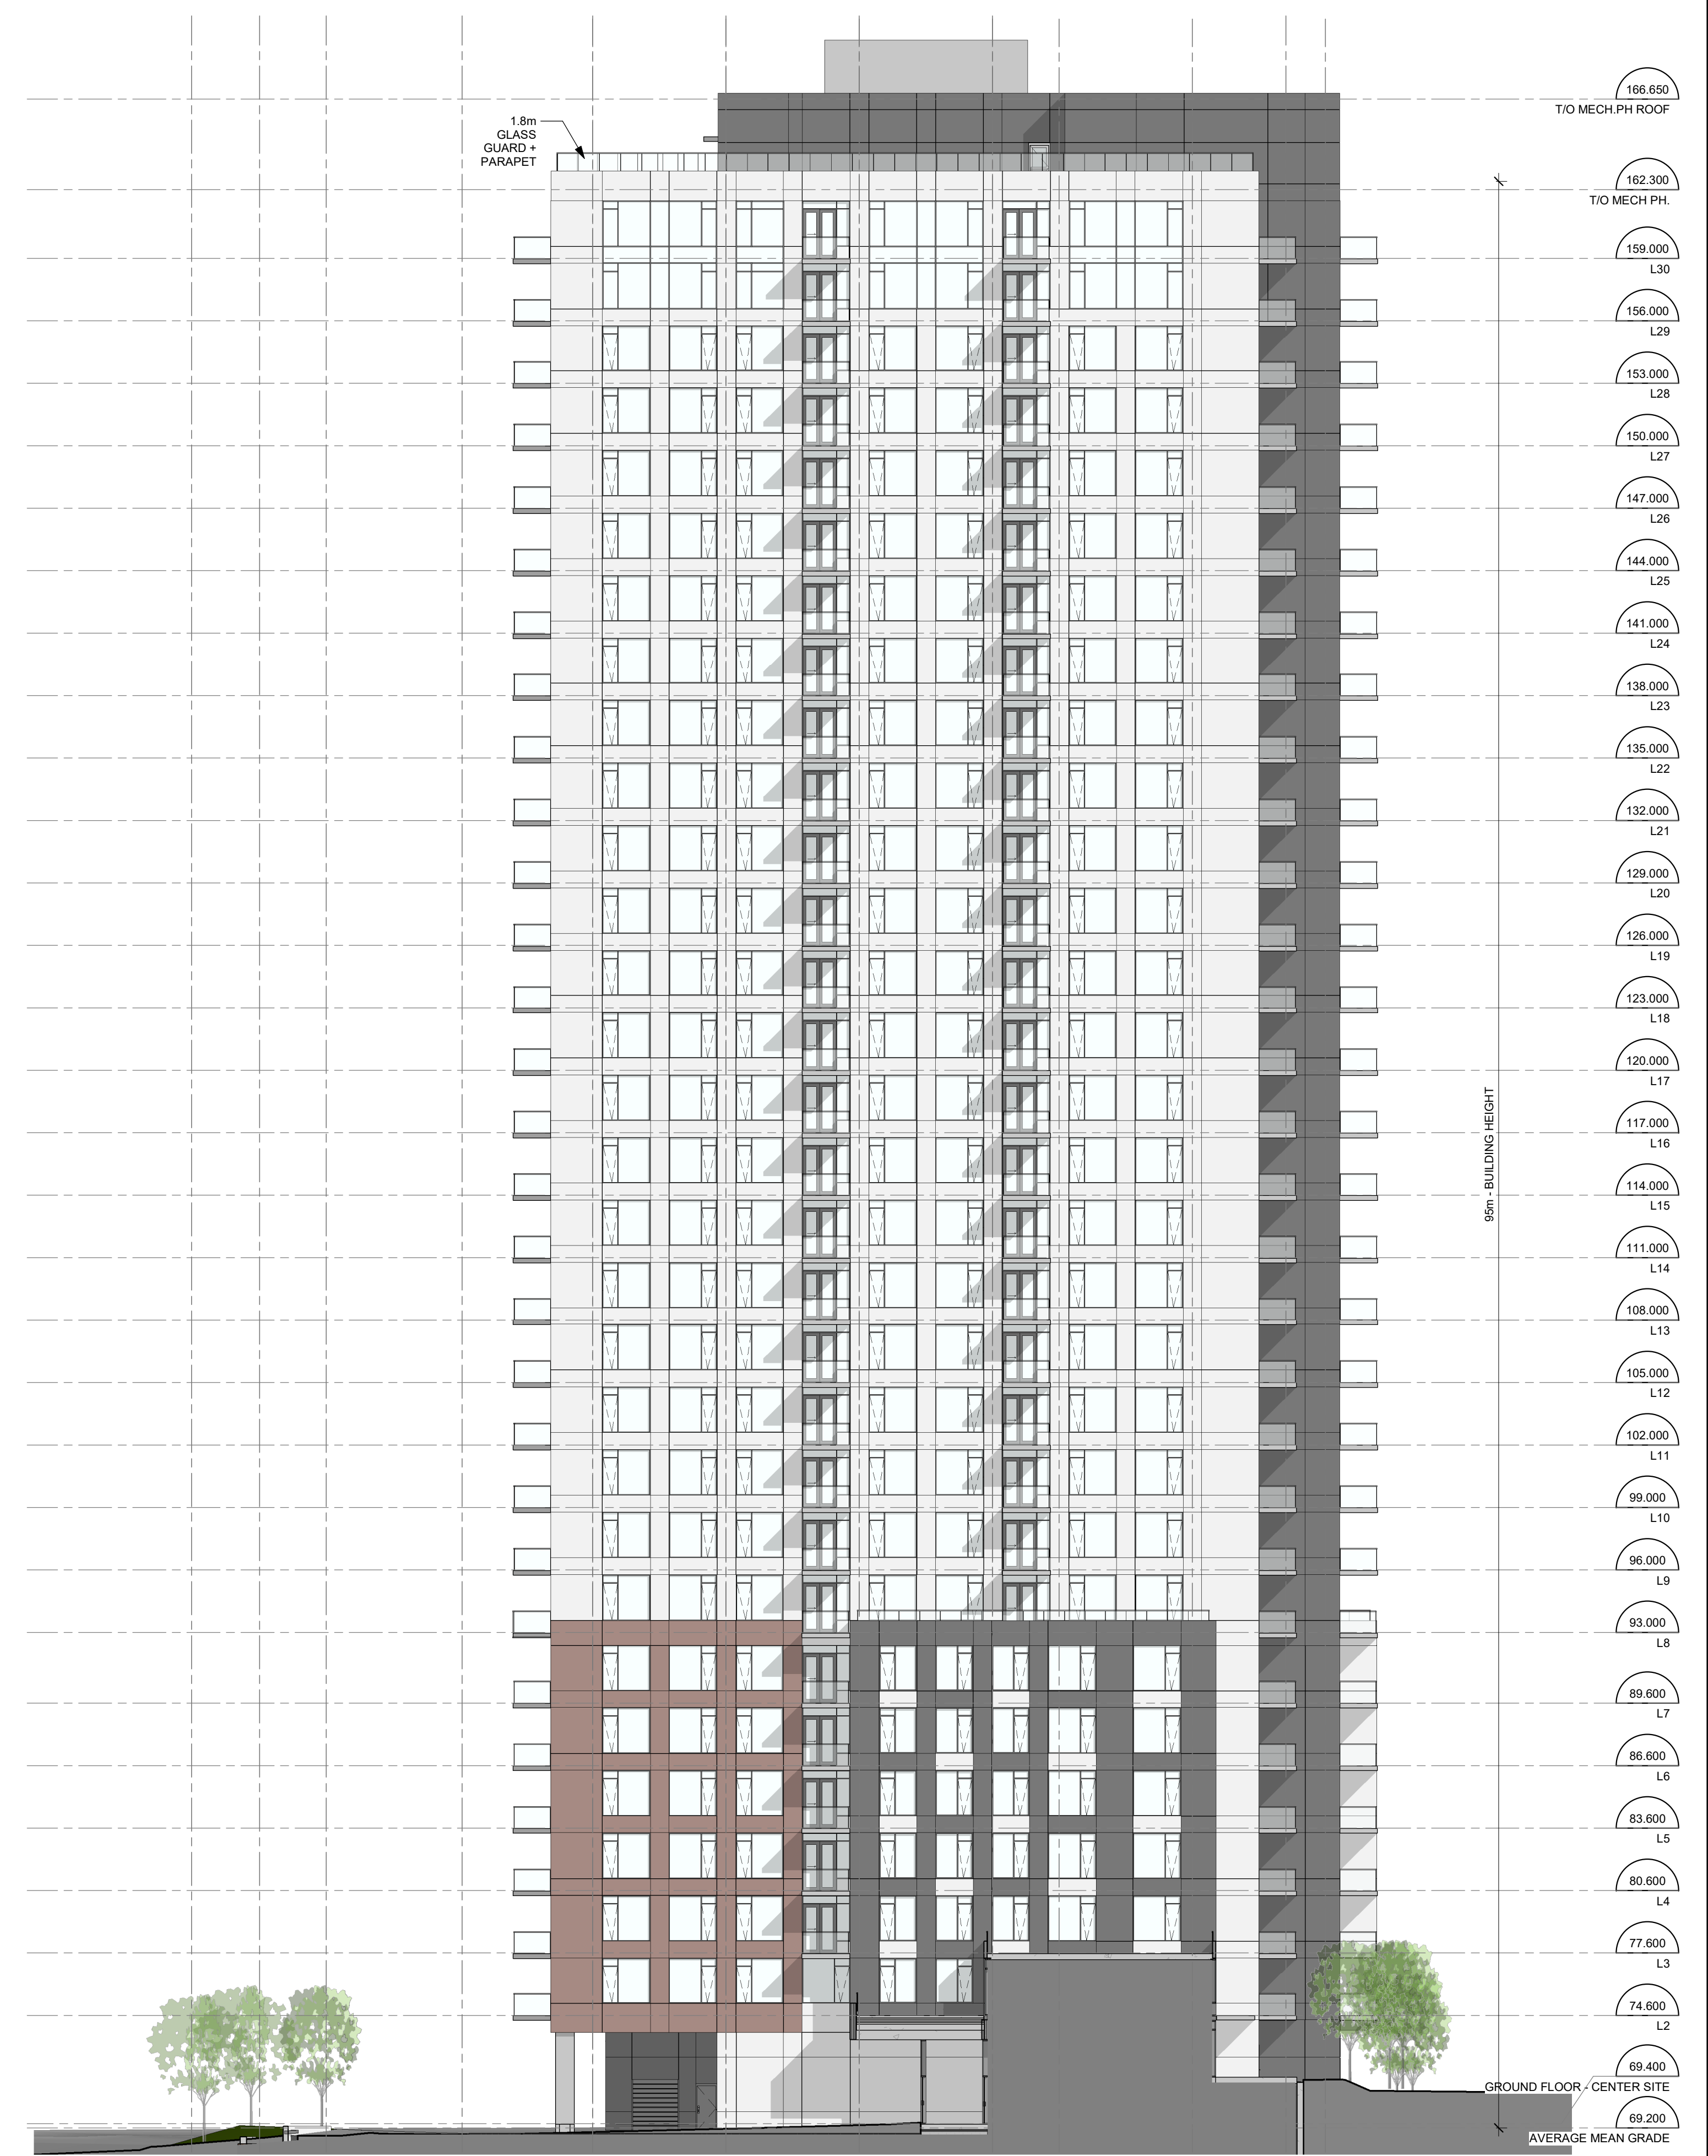 166.650
T/O MECH.PH ROOF
1.8m
GLASS
GUARD +
PARAPET
162.300
T/O MECH PH.
159.000
L30
156.000
L29
153.000
L28
150.000
L27
147.000
L26
144.000
L25
141.000
L24
138.000
L23
135.000
L22
132.000
L21
129.000
L20
126.000
L19
123.000
L18
120.000
L17
95m - BUILDING HEIGHT
117.000
L16
114.000
L15
111.000
L14
108.000
L13
105.000
L12
102.000
L11
99.000
L10
96.000
L9
93.000
L8
89.600
L7
86.600
L6
83.600
L5
80.600
L4
77.600
L3
74.600
L2
69.400
GROUND FLOOR - CENTER SITE
69.200
AVERAGE MEAN GRADE